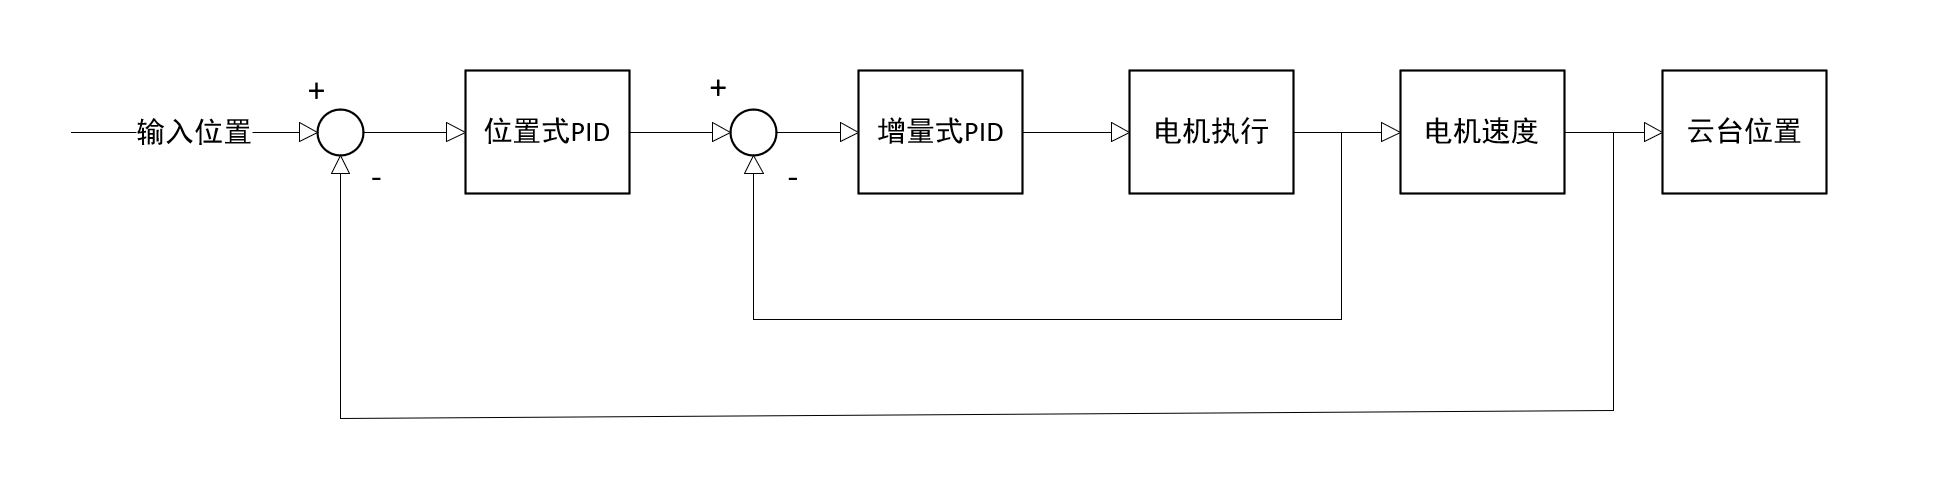 +
+
输入位置
位置式PID
增量式PID
电机执行
电机速度
云台位置
-
-